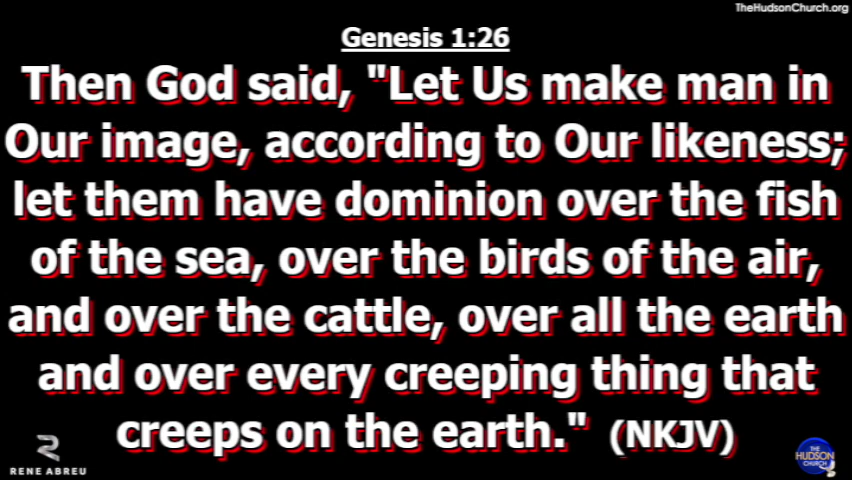 TheHudsonChurch.org
Genesis 1:26
Then God said, "Let Us make man in
Our image, according to Our likeness;
let them have dominion over the fish
of the sea, over the birds of the air,
and over the cattle, over all the earth
and over every creeping thing that
creeps on the earth." (NKJV)
RENE ABREU
THE
HUDSON
CHURCH